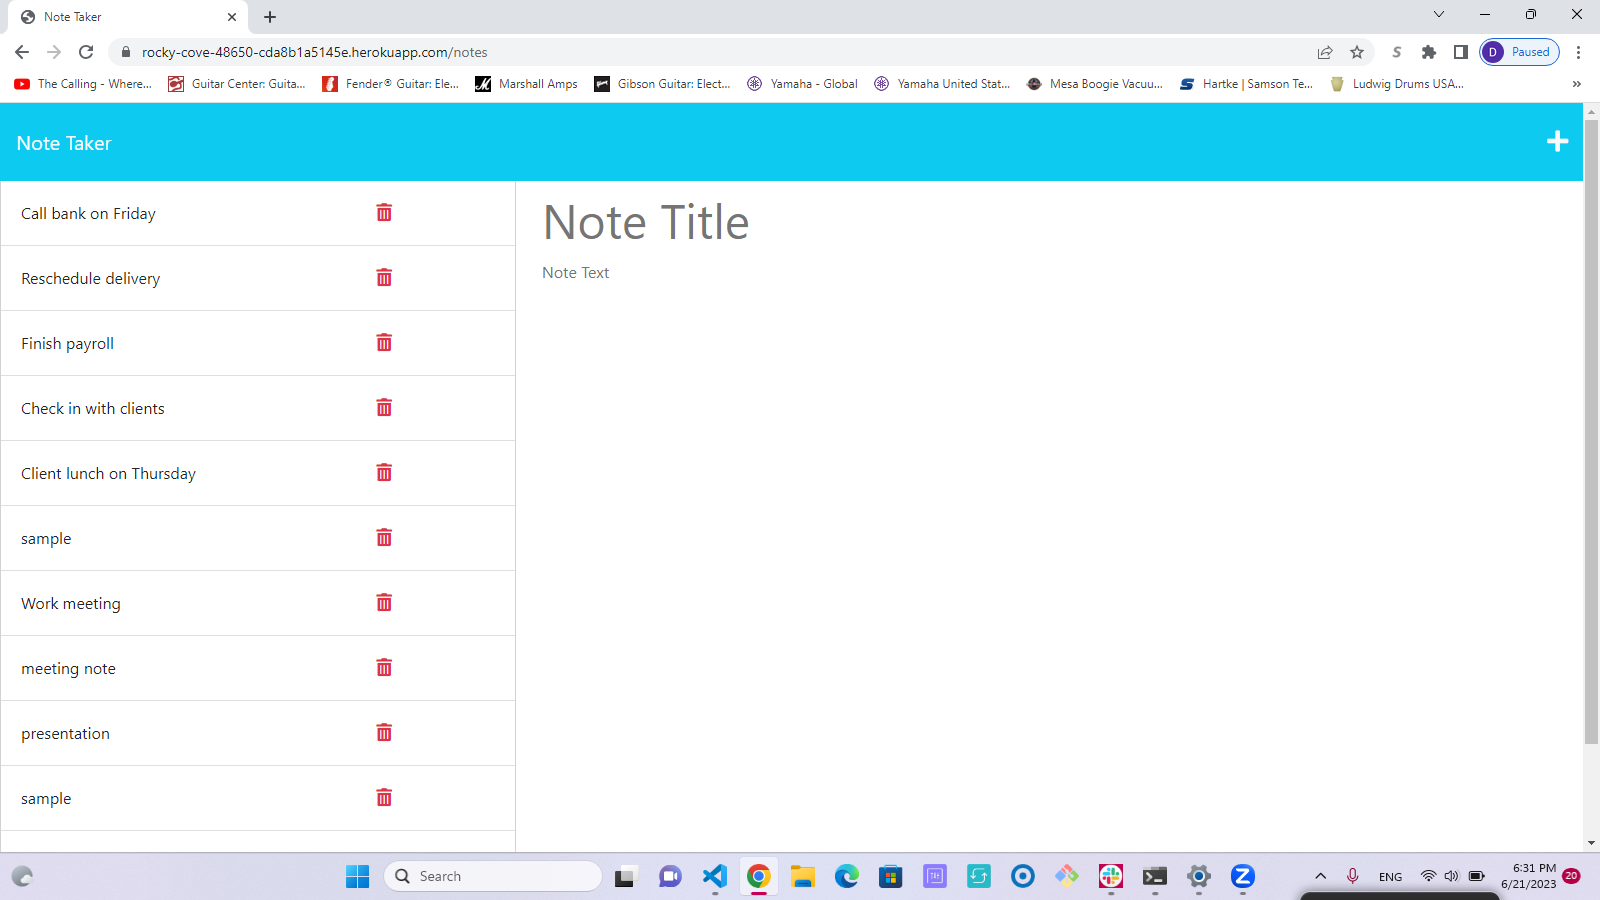 Note Taker
rocky-cove-48650-cda8b1a5145e.herokuapp.com/notes
S
D Paused
The Calling - Where...
Guitar Center: Guita...
Fender® Guitar: Ele...
Marshall Amps
Gibson Guitar: Elect...
Yamaha - Global
Yamaha United Stat...
Mesa Boogie Vacuu...
Hartke | Samson Te...
Ludwig Drums USA...
»
Note Taker
Call bank on Friday
Reschedule delivery
Finish payroll
Check in with clients
Client lunch on Thursday
sample
Work meeting
meeting note
presentation
sample
Note Title
Note Text
Search
ENG
6:31 PM
6/21/2023
20